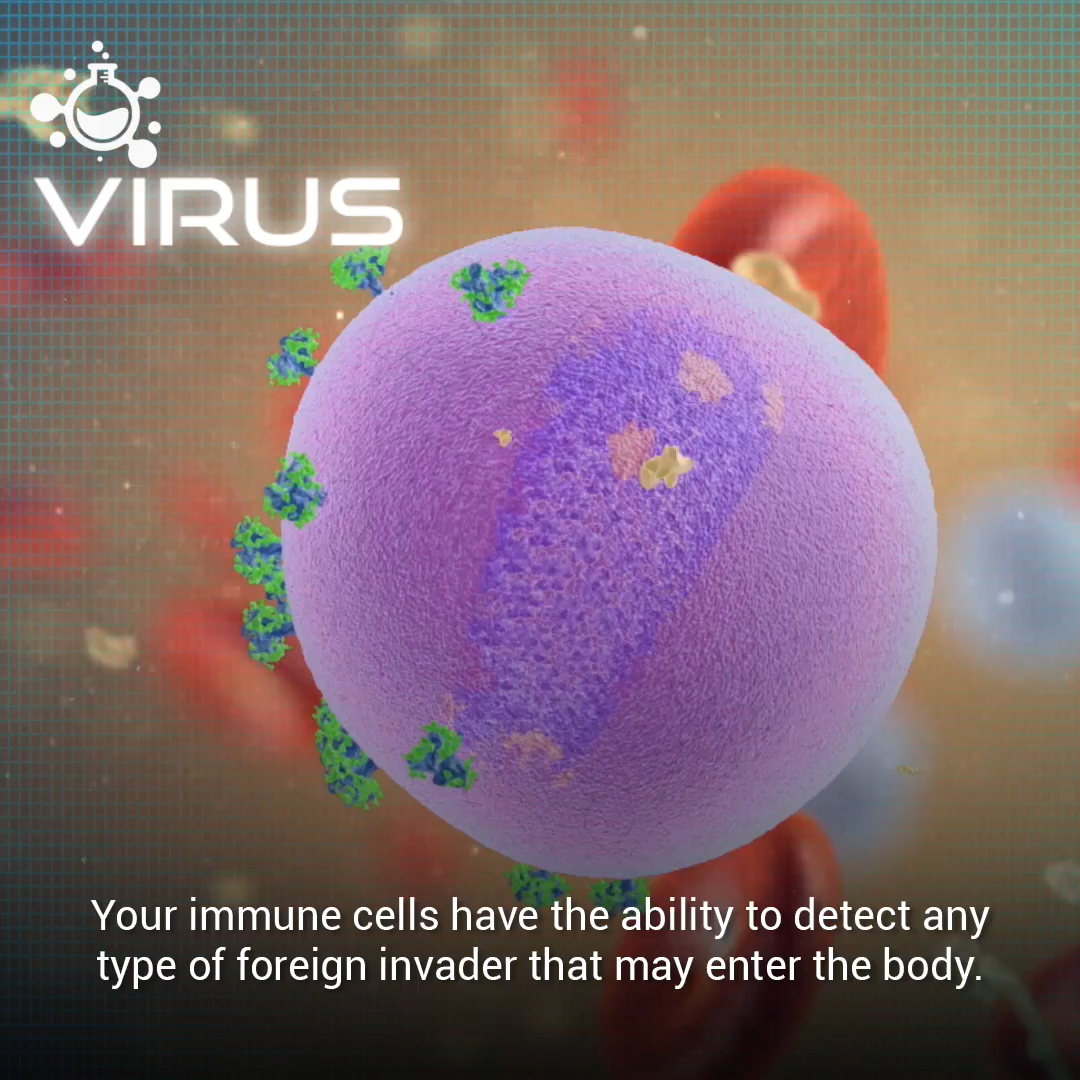 VIRUS
Your immune cells have the ability to detect any
type of foreign invader that may enter the body.